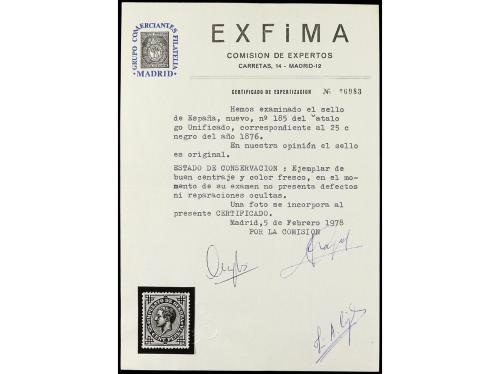 GRUPO COMERCIANTES FILATELIA
MADRID
EXFiMA
COMISION DE EXPERTOS
CARRETAS, 14 - MADRID-12
CERTIFICADO DE EXPERTIZACION № 06083
Hemos examinado el sello
de España, nuevo, nº 185 del Catalo
go Unificado, correspondiente al 25 c
negro del año 1876.
En nuestra opinión el sello
es original.
ESTADO DE CONSERVACION ; Ejemplar de
buen centraje y color fresco, en el mo-
mento de su examen no presenta defectos
ni reparaciones ocultas.
Una foto se incorpora al
presente CERTIFICADO.
Madrid, 5 de Febrero 1978
POR LA COMISION